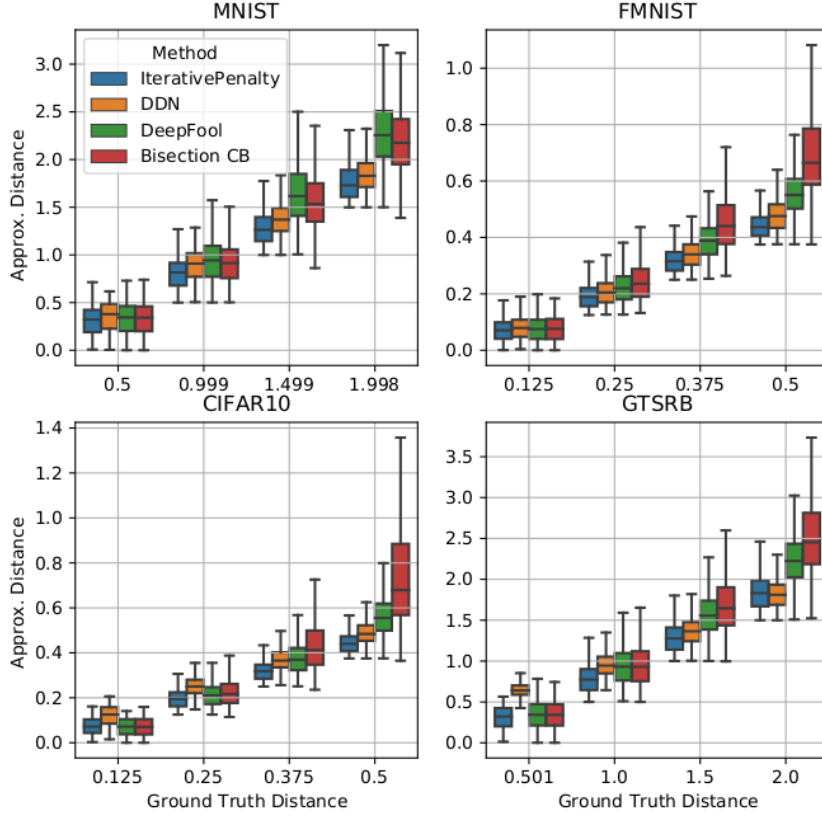 MNIST
FMNIST
Method
IterativePenalty
DDN
DeepFool
Bisection CB
Approx. Distance
3.0
2.5
2.0
1.5
1.0
0.5
0.0
0.5 0.999 1.499 1.998
1.0
0.8
0.6
0.4
0.2
0.0
0.125 0.25 0.375 0.5
CIFAR10
GTSRB
Approx. Distance
1.4
1.2
1.0
0.8
0.6
0.4
0.2
0.0
0.125 0.25 0.375 0.5
Ground Truth Distance
3.5
3.0
2.5
2.0
1.5
1.0
0.5
0.0
0.501 1.0 1.5 2.0
Ground Truth Distance